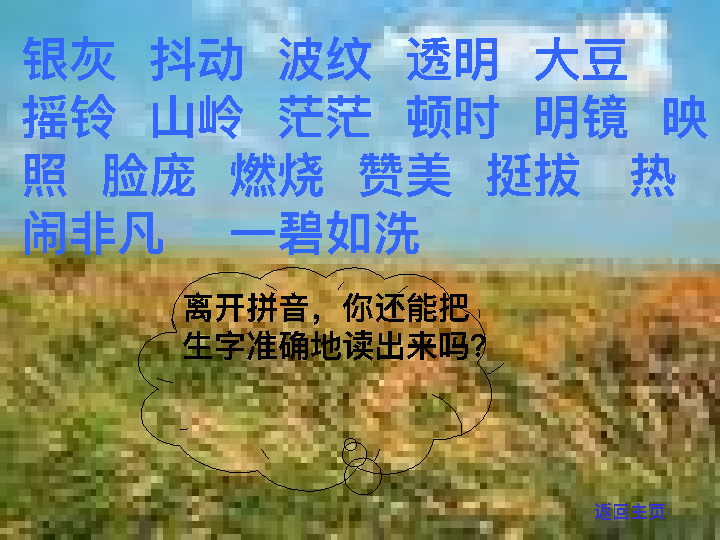 银灰 抖动 波纹 透明 大豆
摇铃 山岭 茫茫 顿时 明镜 映
照 脸庞 燃烧 赞美 挺拔 热
闹非凡 一碧如洗
离开拼音，你还能把
生字准确地读出来吗？
返回主页